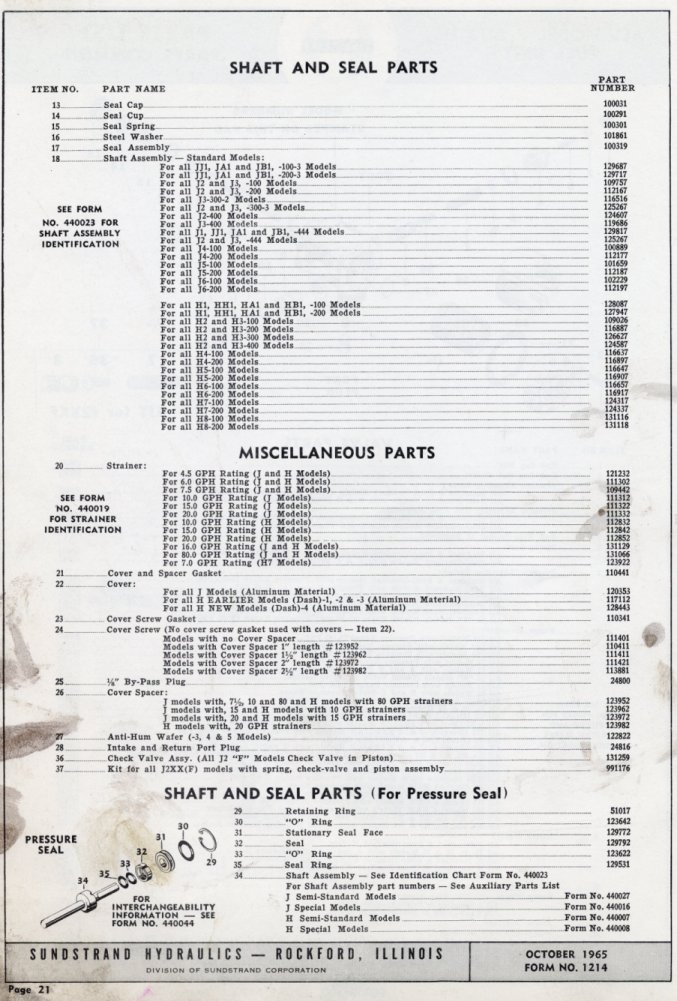 SHAFT AND SEAL PARTS
ITEM NO. PART NAME PART NUMBER
13 Seal Cap 100031
14 Seal Cup 100291
15 Seal Spring 100301
16 Steel Washer 101861
17 Seal Assembly 100319
18 Shaft Assembly — Standard Models:
For all JJ1, JA1 and JB1, -100-3 Models 129687
For all JJ1, JA1 and JB1, -200-3 Models 129717
For all J2 and J3, -100 Models 109757
For all J2 and J3, -200 Models 112167
For all J3-300-2 Models 116516
For all J2 and J3, -300-3 Models 125267
For all J2-400 Models 124607
For all J3-400 Models 119686
For all J1, JJ1, JA1 and JB1, -444 Models 129817
For all J2 and J3, -444 Models 125267
For all J4-100 Models 100889
For all J4-200 Models 112177
For all J5-100 Models 101659
For all J5-200 Models 112187
For all J6-100 Models 102229
For all J6-200 Models 112197
SEE FORM
NO. 440023 FOR
SHAFT ASSEMBLY
IDENTIFICATION
For all H1, HH1, HA1 and HB1, -100 Models 128087
For all H1, HH1, HA1 and HB1, -200 Models 127947
For all H2 and H3-100 Models 109026
For all H2 and H3-200 Models 116887
For all H2 and H3-300 Models 126627
For all H2 and H3-400 Models 124587
For all H4-100 Models 116637
For all H4-200 Models 116897
For all H5-100 Models 116647
For all H5-200 Models 116907
For all H6-100 Models 116657
For all H6-200 Models 116917
For all H7-100 Models 124317
For all H7-200 Models 124337
For all H8-100 Models 131116
For all H8-200 Models 131118
MISCELLANEOUS PARTS
20 Strainer:
For 4.5 GPH Rating (J and H Models) 121232
For 6.0 GPH Rating (J and H Models) 111302
For 7.5 GPH Rating (J and H Models) 109442
For 10.0 GPH Rating (J Models) 111312
For 15.0 GPH Rating (J Models) 111322
For 20.0 GPH Rating (J Models) 111332
For 10.0 GPH Rating (H Models) 112832
For 15.0 GPH Rating (H Models) 112842
For 20.0 GPH Rating (H Models) 112852
For 16.0 GPH Rating (J and H Models) 131129
For 80.0 GPH Rating (J and H Models) 131066
For 7.0 GPH Rating (H7 Models) 123922
SEE FORM
NO. 440019
FOR STRAINER
IDENTIFICATION
21 Cover and Spacer Gasket 110441
22 Cover:
For all J Models (Aluminum Material) 120353
For all H EARLIER Models (Dash)-1, -2 & -3 (Aluminum Material) 117112
For all H NEW Models (Dash)-4 (Aluminum Material) 128443
23 Cover Screw Gasket 110341
24 Cover Screw (No cover screw gasket used with covers — Item 22).
Models with no Cover Spacer 111401
Models with Cover Spacer 1" length #123952 110411
Models with Cover Spacer 1½" length #123962 111411
Models with Cover Spacer 2" length #123972 111421
Models with Cover Spacer 2½" length #123982 113881
25 ⅛" By-Pass Plug 24800
26 Cover Spacer:
J models with, 7½, 10 and 80 and H models with 80 GPH strainers 123952
J models with, 15 and H models with 10 GPH strainers 123962
J models with, 20 and H models with 15 GPH strainers 123972
H models with, 20 GPH strainers 123982
27 Anti-Hum Wafer (-3, 4 & 5 Models) 122822
28 Intake and Return Port Plug 24816
36 Check Valve Assy. (All J2 "F" Models Check Valve in Piston) 131259
37 Kit for all J2XX(F) models with spring, check-valve and piston assembly 991176
SHAFT AND SEAL PARTS (For Pressure Seal)
29 Retaining Ring 51017
30 "O" Ring 123642
31 Stationary Seal Face 129772
32 Seal 129792
33 "O" Ring 123622
35 Seal Ring 129531
34 Shaft Assembly — See Identification Chart Form No. 440023
For Shaft Assembly part numbers — See Auxiliary Parts List
J Semi-Standard Models Form No. 440027
J Special Models Form No. 440016
H Semi-Standard Models Form No. 440007
H Special Models Form No. 440008
PRESSURE
SEAL
30
31
29
32
33
35
34
FOR
INTERCHANGEABILITY
INFORMATION — SEE
FORM NO. 440044
SUNDSTRAND HYDRAULICS — ROCKFORD, ILLINOIS
DIVISION OF SUNDSTRAND CORPORATION
OCTOBER 1965
FORM NO. 1214
Page 21